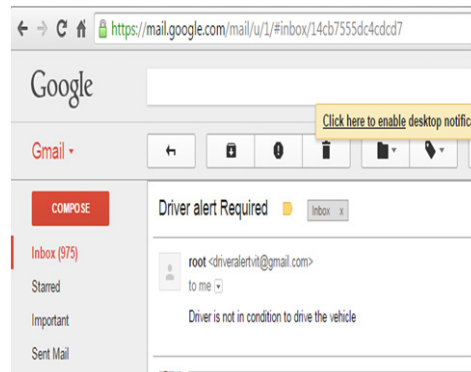 https://mail.google.com/mail/u/1/#inbox/14cb7555dc4cdcd7
Google
Click here to enable desktop notific
Gmail
COMPOSE
Driver alert Required Inbox x
Inbox (975)
root <driveralertvit@gmail.com>
to me
Starred
Driver is not in condition to drive the vehicle
Important
Sent Mail